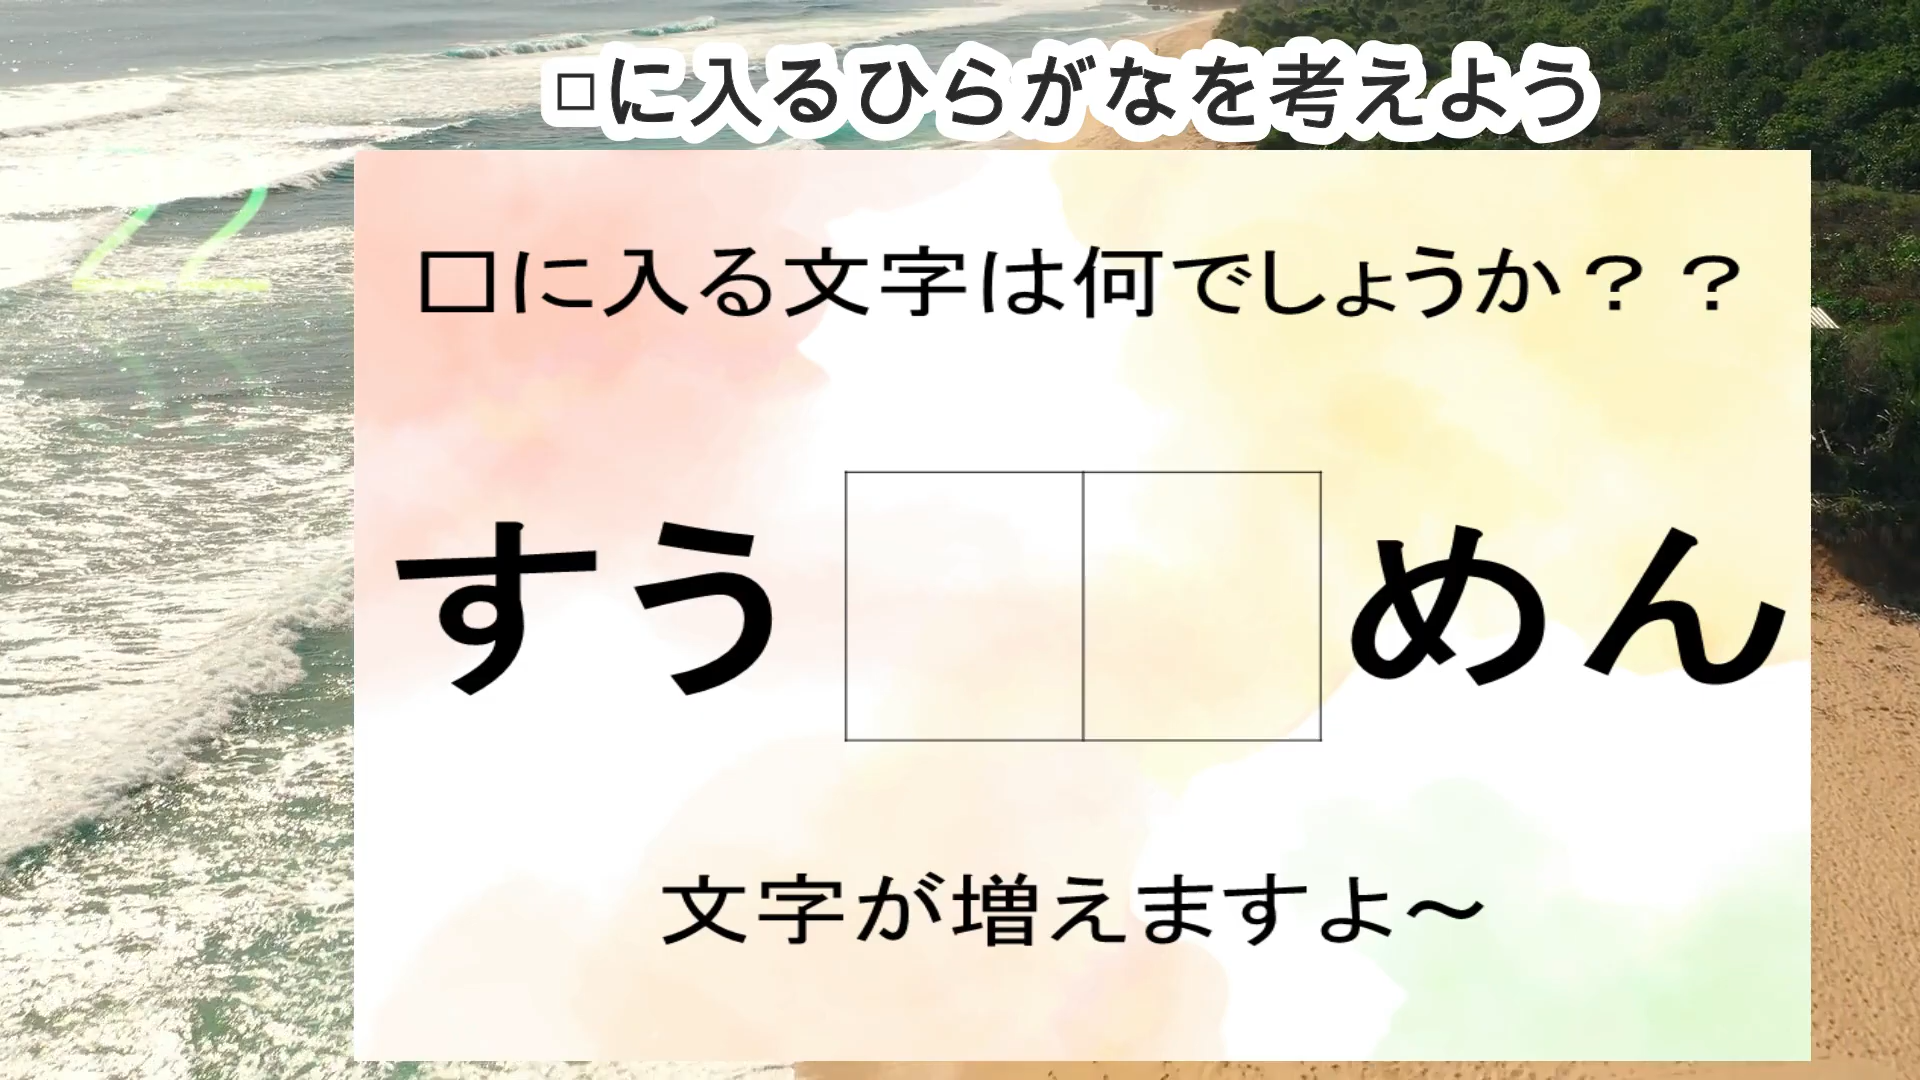 □に入るひらがなを考えよう
□に入る文字は何でしょうか？？
すう□□めん
文字が増えますよ～